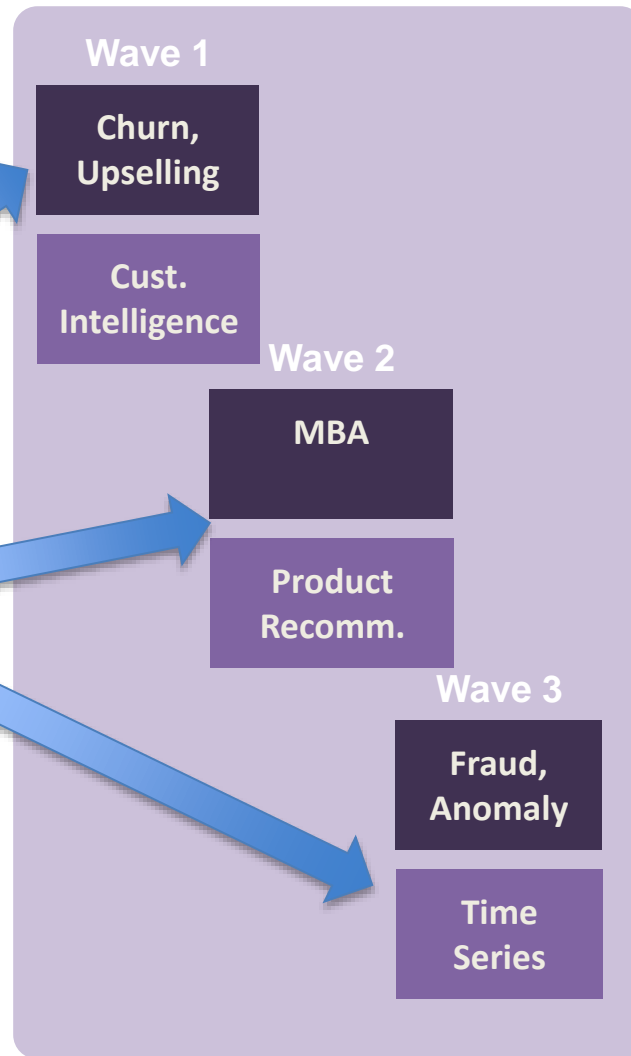 Wave 1
Churn,
Upselling
Cust.
Intelligence
Wave 2
MBA
Product
Recomm.
Wave 3
Fraud,
Anomaly
Time
Series